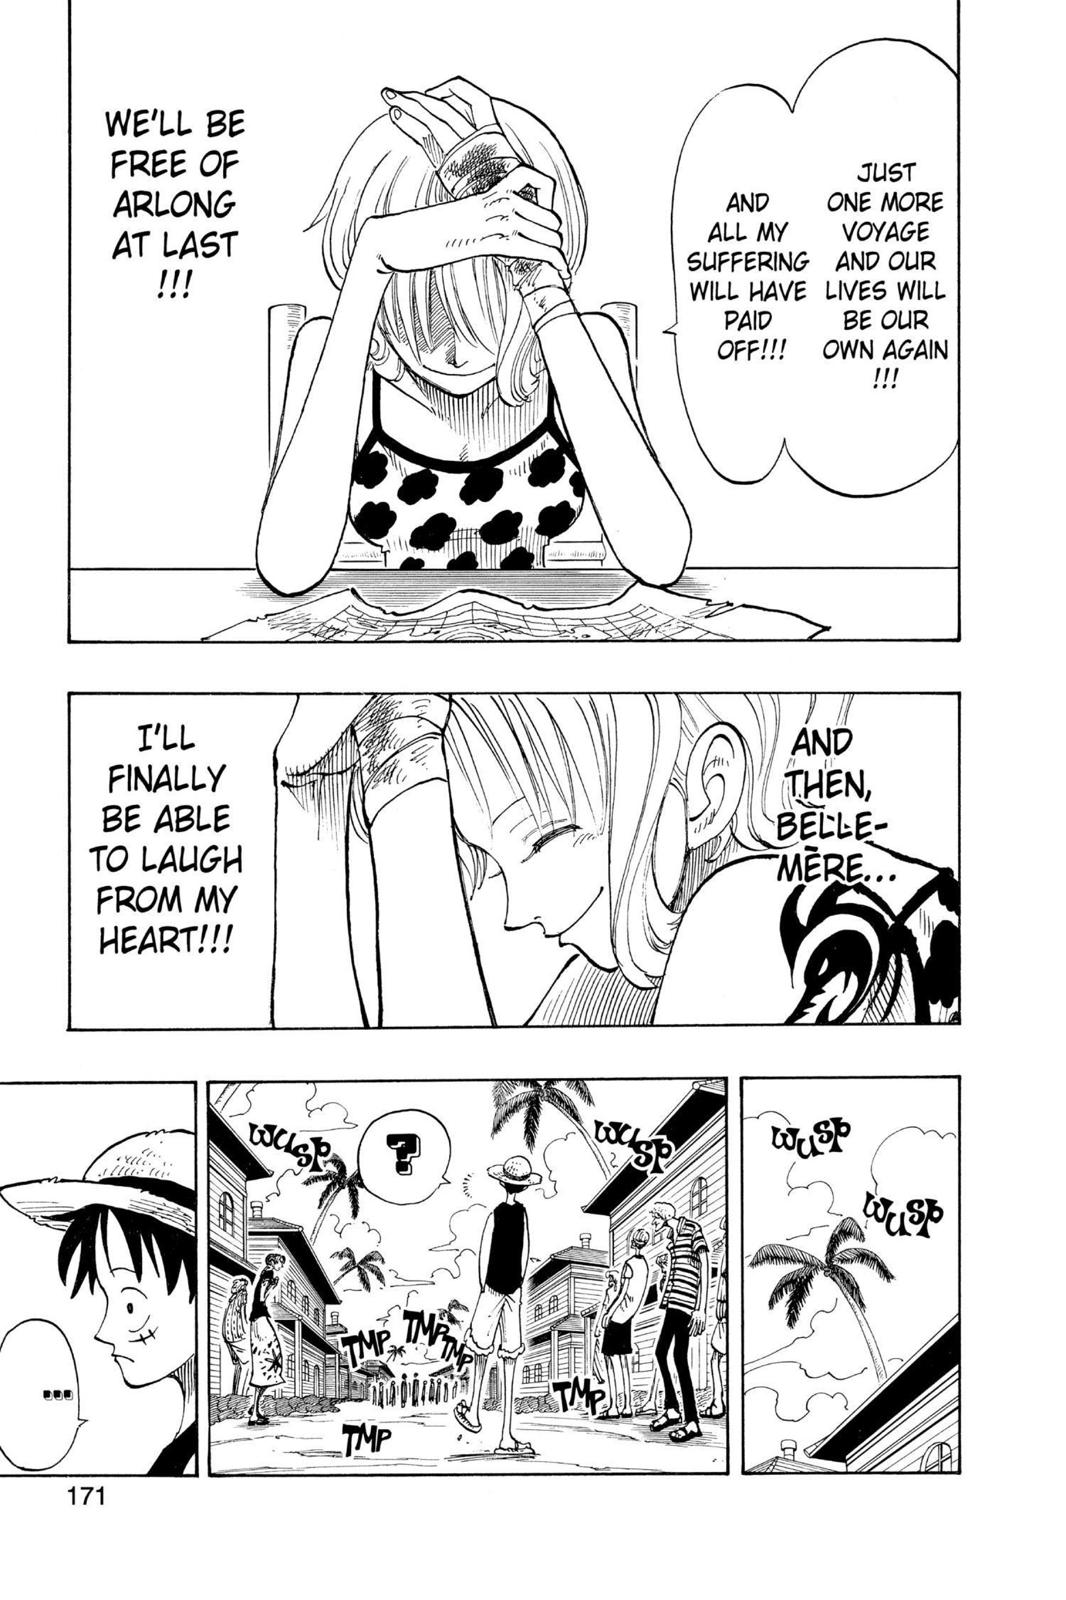 JUST
ONE MORE
VOYAGE
AND OUR
LIVES WILL
BE OUR
OWN AGAIN
!!!
AND
ALL MY
SUFFERING
WILL HAVE
PAID
OFF!!!
WE'LL BE
FREE OF
ARLONG
AT LAST
!!!
AND
THEN,
BELLE-
MÈRE...
I'LL
FINALLY
BE ABLE
TO LAUGH
FROM MY
HEART!!!
WUSP
WUSP
WUSP
?
WUSP
TMP
TMP
TMP
TMP
TMP
...
171